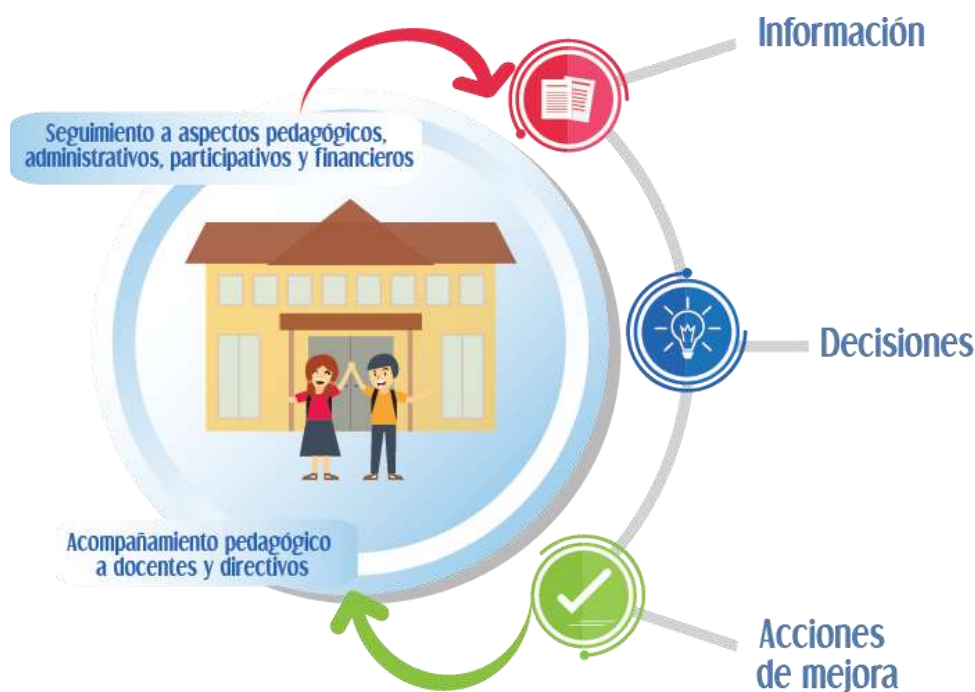 Información
Seguimiento a aspectos pedagógicos,
administrativos, participativos y financieros
Decisiones
Acompañamiento pedagógico
a docentes y directivos
Acciones
de mejora